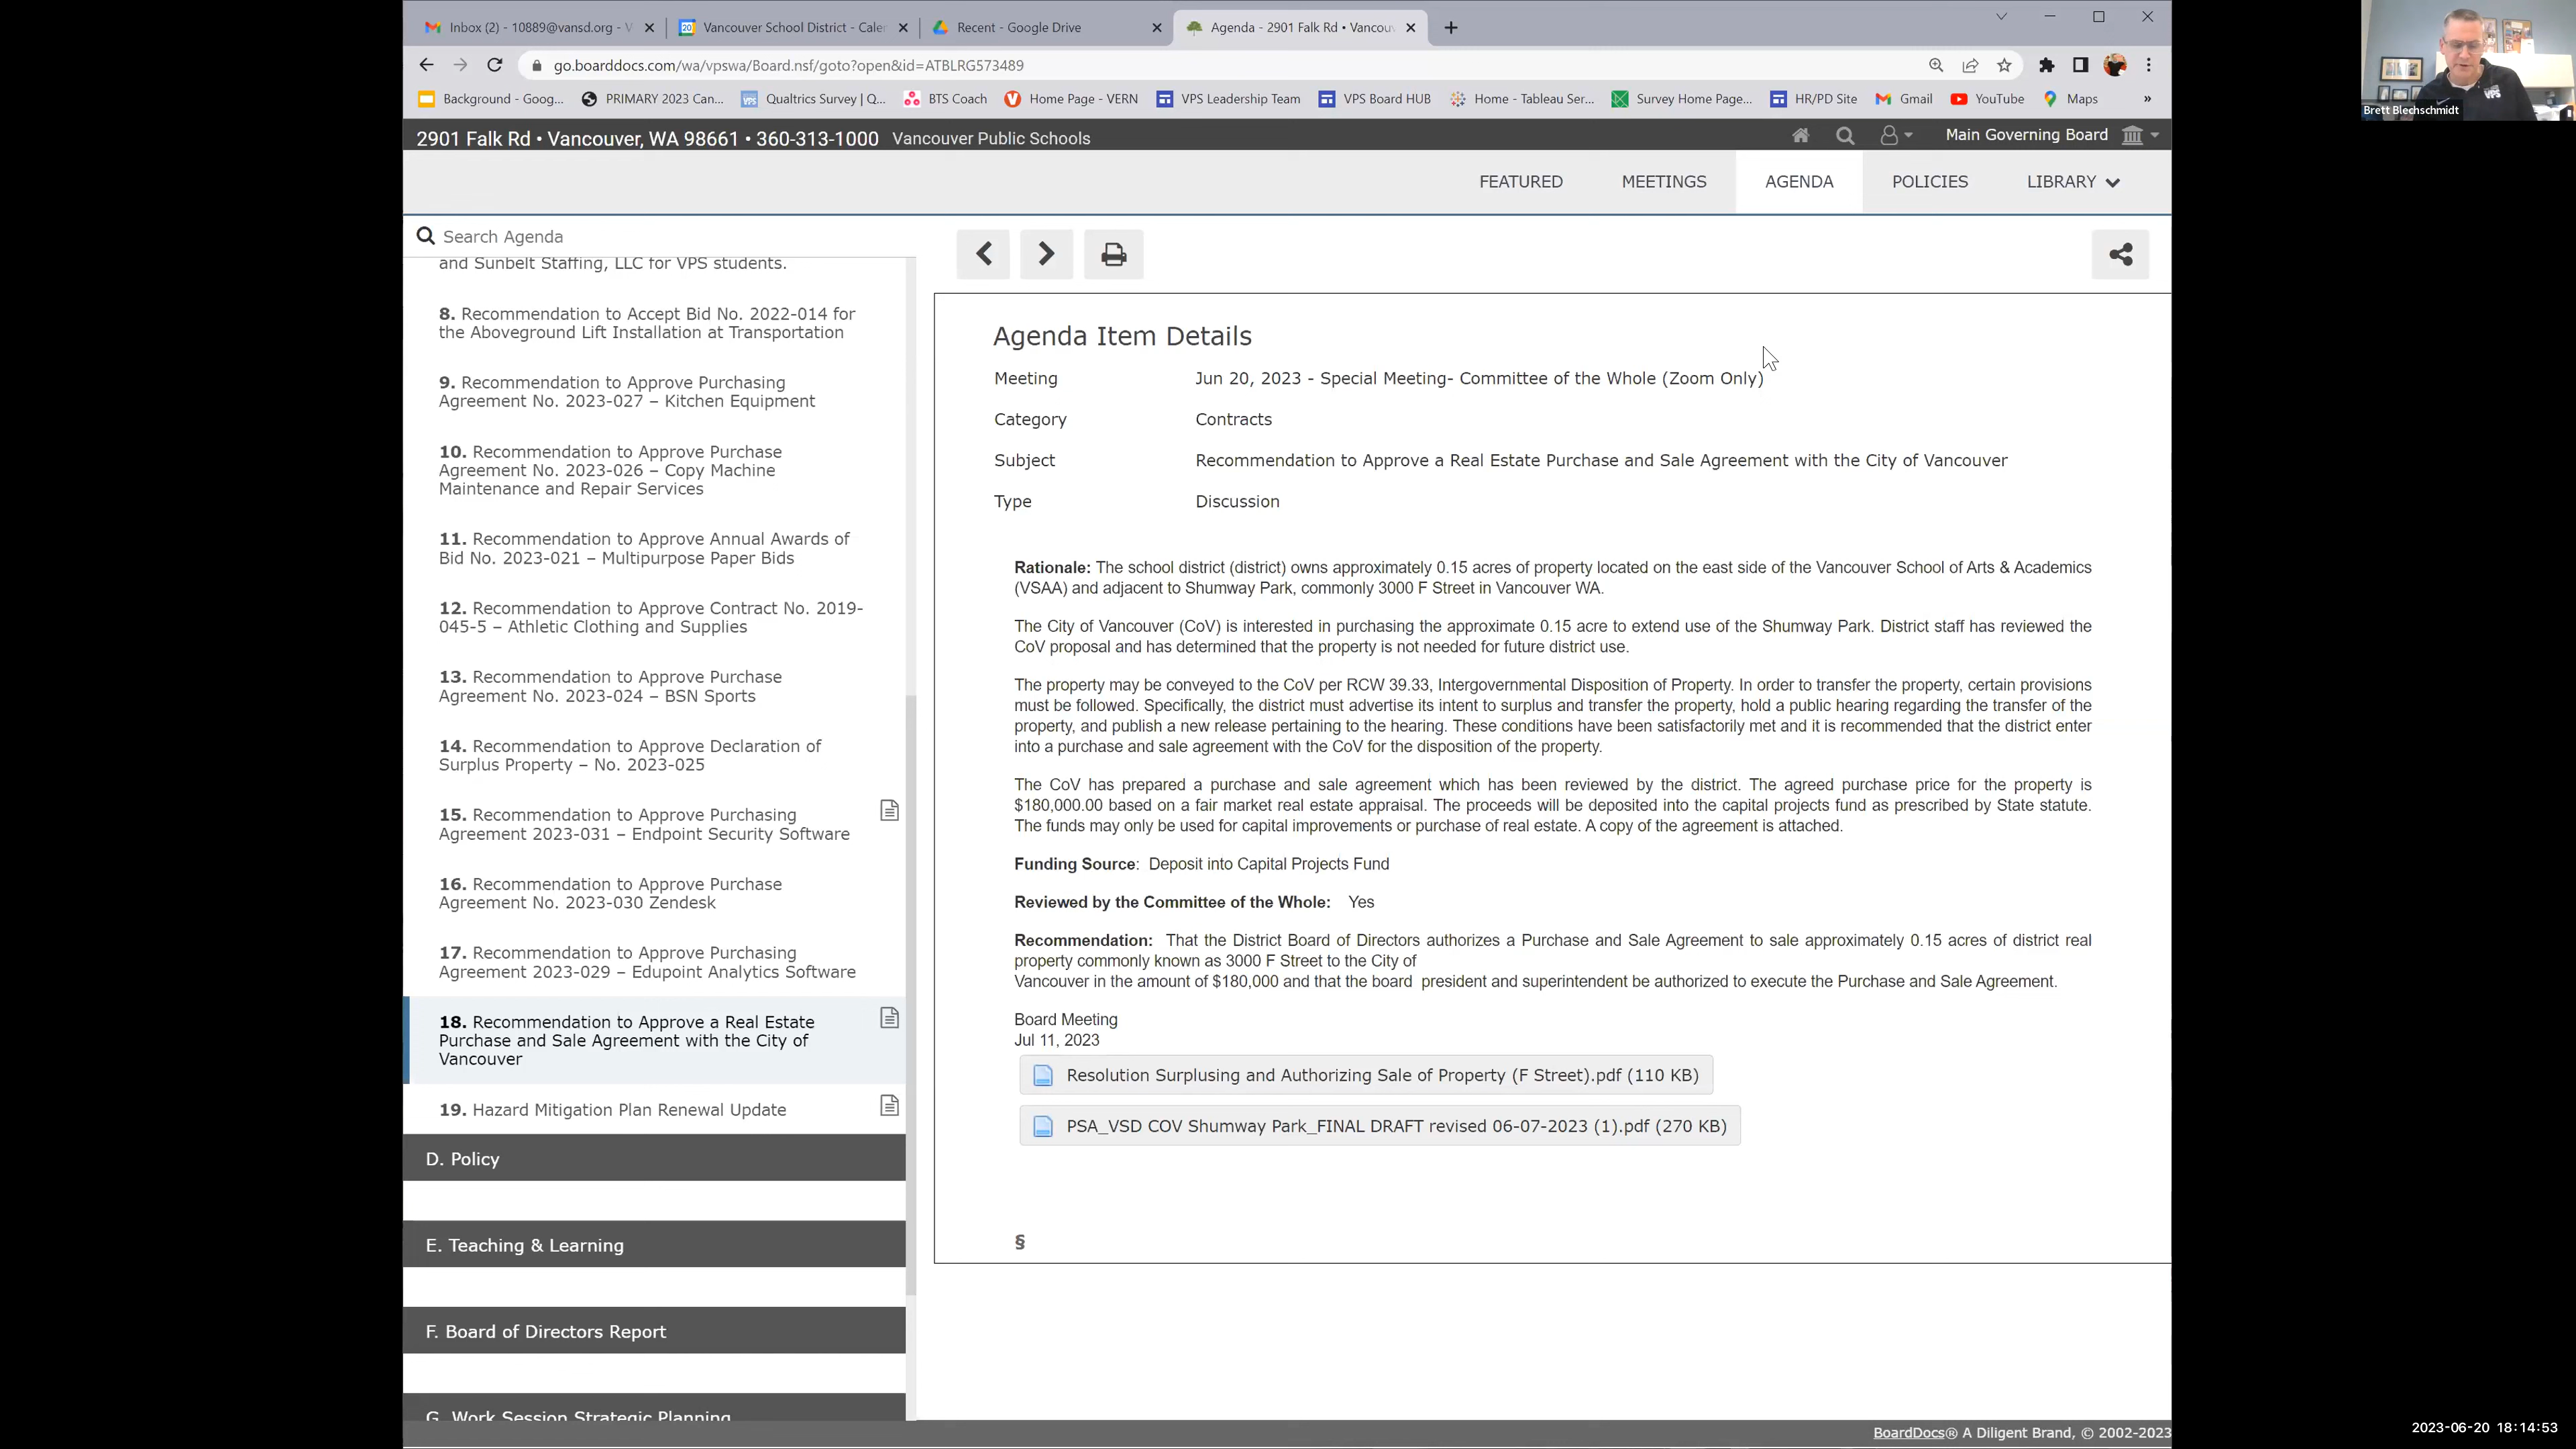 Inbox (2) - 10889@vansd.org - V
Vancouver School District - Caler
Recent - Google Drive
Agenda - 2901 Falk Rd • Vancouv
go.boarddocs.com/wa/vpswa/Board.nsf/goto?open&id=ATBLRG573489
Background - Goog...
PRIMARY 2023 Can...
Qualtrics Survey | Q...
BTS Coach
Home Page - VERN
VPS Leadership Team
VPS Board HUB
Home - Tableau Ser...
Survey Home Page...
HR/PD Site
Gmail
YouTube
Maps
»
Brett Blechschmidt
2901 Falk Rd • Vancouver, WA 98661 • 360-313-1000 Vancouver Public Schools
Main Governing Board
FEATURED
MEETINGS
AGENDA
POLICIES
LIBRARY
Search Agenda
and Sunbelt Staffing, LLC for VPS students.
8. Recommendation to Accept Bid No. 2022-014 for
the Aboveground Lift Installation at Transportation
9. Recommendation to Approve Purchasing
Agreement No. 2023-027 – Kitchen Equipment
10. Recommendation to Approve Purchase
Agreement No. 2023-026 – Copy Machine
Maintenance and Repair Services
11. Recommendation to Approve Annual Awards of
Bid No. 2023-021 – Multipurpose Paper Bids
12. Recommendation to Approve Contract No. 2019-
045-5 – Athletic Clothing and Supplies
13. Recommendation to Approve Purchase
Agreement No. 2023-024 – BSN Sports
14. Recommendation to Approve Declaration of
Surplus Property – No. 2023-025
15. Recommendation to Approve Purchasing
Agreement 2023-031 – Endpoint Security Software
16. Recommendation to Approve Purchase
Agreement No. 2023-030 Zendesk
17. Recommendation to Approve Purchasing
Agreement 2023-029 – Edupoint Analytics Software
18. Recommendation to Approve a Real Estate
Purchase and Sale Agreement with the City of
Vancouver
19. Hazard Mitigation Plan Renewal Update
D. Policy
E. Teaching & Learning
F. Board of Directors Report
G. Work Session Strategic Planning
Agenda Item Details
Meeting Jun 20, 2023 - Special Meeting- Committee of the Whole (Zoom Only)
Category Contracts
Subject Recommendation to Approve a Real Estate Purchase and Sale Agreement with the City of Vancouver
Type Discussion
Rationale: The school district (district) owns approximately 0.15 acres of property located on the east side of the Vancouver School of Arts & Academics
(VSAA) and adjacent to Shumway Park, commonly 3000 F Street in Vancouver WA.
The City of Vancouver (CoV) is interested in purchasing the approximate 0.15 acre to extend use of the Shumway Park. District staff has reviewed the
CoV proposal and has determined that the property is not needed for future district use.
The property may be conveyed to the CoV per RCW 39.33, Intergovernmental Disposition of Property. In order to transfer the property, certain provisions
must be followed. Specifically, the district must advertise its intent to surplus and transfer the property, hold a public hearing regarding the transfer of the
property, and publish a new release pertaining to the hearing. These conditions have been satisfactorily met and it is recommended that the district enter
into a purchase and sale agreement with the CoV for the disposition of the property.
The CoV has prepared a purchase and sale agreement which has been reviewed by the district. The agreed purchase price for the property is
$180,000.00 based on a fair market real estate appraisal. The proceeds will be deposited into the capital projects fund as prescribed by State statute.
The funds may only be used for capital improvements or purchase of real estate. A copy of the agreement is attached.
Funding Source: Deposit into Capital Projects Fund
Reviewed by the Committee of the Whole: Yes
Recommendation: That the District Board of Directors authorizes a Purchase and Sale Agreement to sale approximately 0.15 acres of district real
property commonly known as 3000 F Street to the City of
Vancouver in the amount of $180,000 and that the board president and superintendent be authorized to execute the Purchase and Sale Agreement.
Board Meeting
Jul 11, 2023
Resolution Surplusing and Authorizing Sale of Property (F Street).pdf (110 KB)
PSA_VSD COV Shumway Park_FINAL DRAFT revised 06-07-2023 (1).pdf (270 KB)
§
BoardDocs® A Diligent Brand, © 2002-2023
2023-06-20 18:14:53